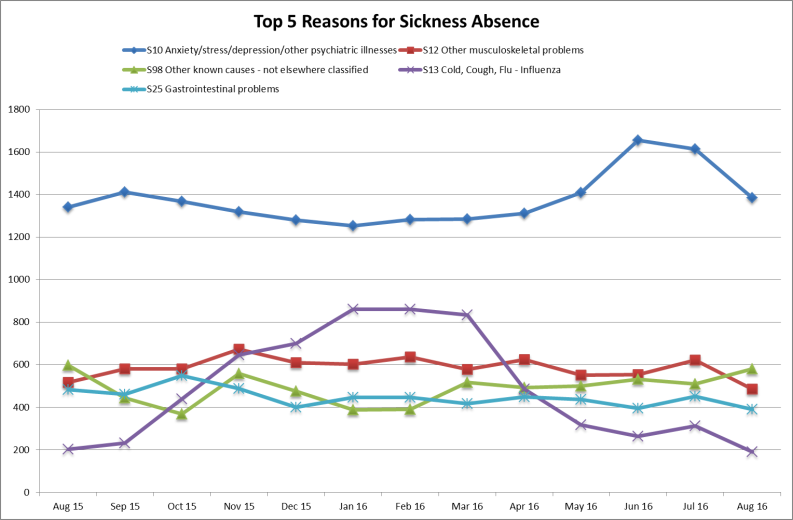 Top 5 Reasons for Sickness Absence
S10 Anxiety/stress/depression/other psychiatric illnesses S12 Other musculoskeletal problems
S98 Other known causes - not elsewhere classified S13 Cold, Cough, Flu - Influenza
S25 Gastrointestinal problems
1800
1600
1400
1200
1000
800
600
400
200
0
Aug 15 Sep 15 Oct 15 Nov 15 Dec 15 Jan 16 Feb 16 Mar 16 Apr 16 May 16 Jun 16 Jul 16 Aug 16